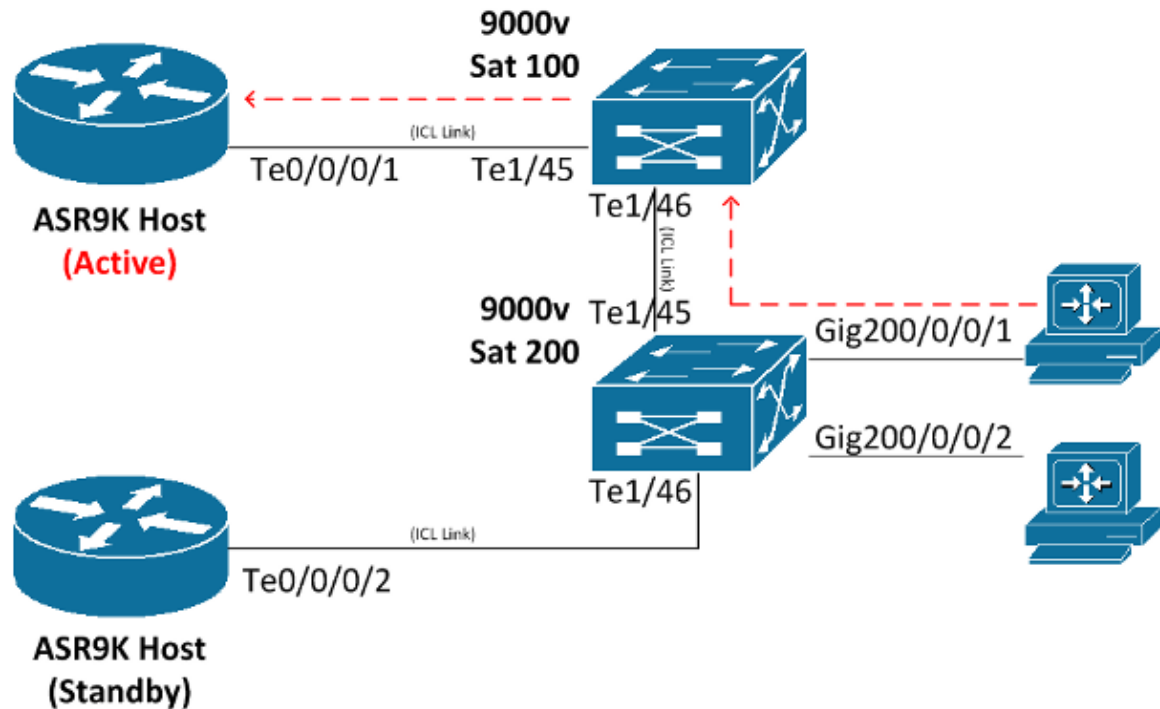 9000v
Sat 100
(ICL Link)
Te0/0/0/1
Te1/45
ASR9K Host
(Active)
Te1/46
(ICL Link)
9000v
Sat 200
Te1/45
Gig200/0/0/1
Gig200/0/0/2
Te1/46
(ICL Link)
Te0/0/0/2
ASR9K Host
(Standby)